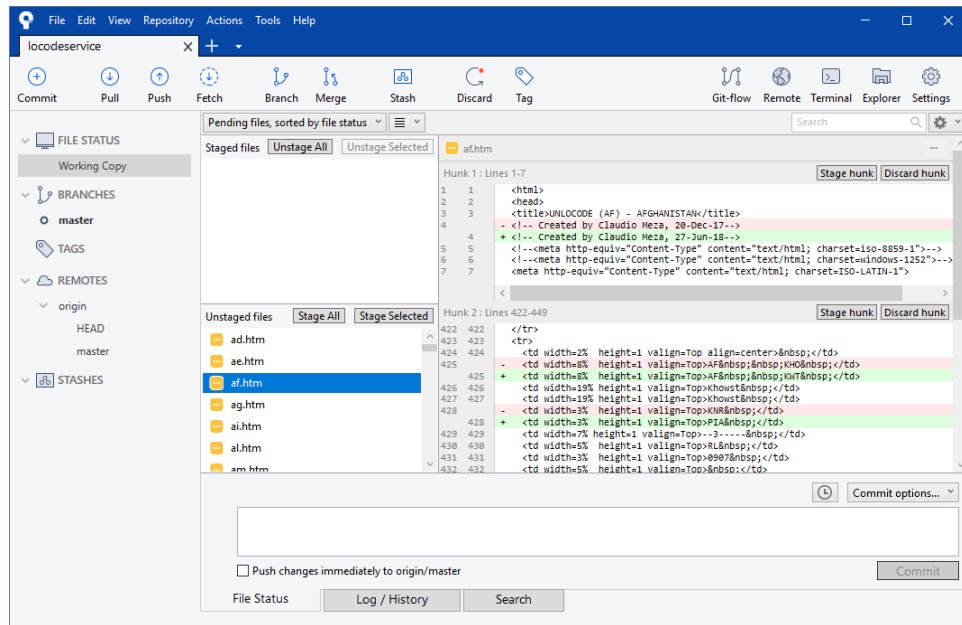 File Edit View Repository Actions Tools Help
locodeservice
Commit Pull Push Fetch Branch Merge Stash Discard Tag Git-flow Remote Terminal Explorer Settings
FILE STATUS
Working Copy
BRANCHES
master
TAGS
REMOTES
origin
HEAD
master
STASHES
Pending files, sorted by file status
Search
Staged files Unstage All Unstage Selected
Unstaged files Stage All Stage Selected
ad.htm
ae.htm
af.htm
ag.htm
ai.htm
al.htm
am.htm
af.htm
Hunk 1 : Lines 1-7 Stage hunk Discard hunk
1 1 <html>
2 2 <head>
3 3 <title>UNLOCODE (AF) - AFGHANISTAN</title>
4 - <!-- Created by Claudio Meza, 20-Dec-17-->
4 + <!-- Created by Claudio Meza, 27-Jun-18-->
5 5 <!--<meta http-equiv="Content-Type" content="text/html; charset=iso-8859-1">-->
6 6 <!--<meta http-equiv="Content-Type" content="text/html; charset=windows-1252">-->
7 7 <meta http-equiv="Content-Type" content="text/html; charset=ISO-LATIN-1">
Hunk 2 : Lines 422-449 Stage hunk Discard hunk
422 422 </tr>
423 423 <tr>
424 424 <td width=2% height=1 valign=Top align=center>&nbsp;</td>
425 - <td width=8% height=1 valign=Top>AF&nbsp;&nbsp;KHO&nbsp;</td>
425 + <td width=8% height=1 valign=Top>AF&nbsp;&nbsp;KWT&nbsp;</td>
426 426 <td width=19% height=1 valign=Top>Khowst&nbsp;</td>
427 427 <td width=19% height=1 valign=Top>Khowst&nbsp;</td>
428 - <td width=3% height=1 valign=Top>KNR&nbsp;</td>
428 + <td width=3% height=1 valign=Top>PIA&nbsp;</td>
429 429 <td width=7% height=1 valign=Top>--3-----&nbsp;</td>
430 430 <td width=5% height=1 valign=Top>RL&nbsp;</td>
431 431 <td width=3% height=1 valign=Top>0907&nbsp;</td>
432 432 <td width=5% height=1 valign=Top>&nbsp;</td>
Commit options...
Push changes immediately to origin/master
Commit
File Status Log / History Search